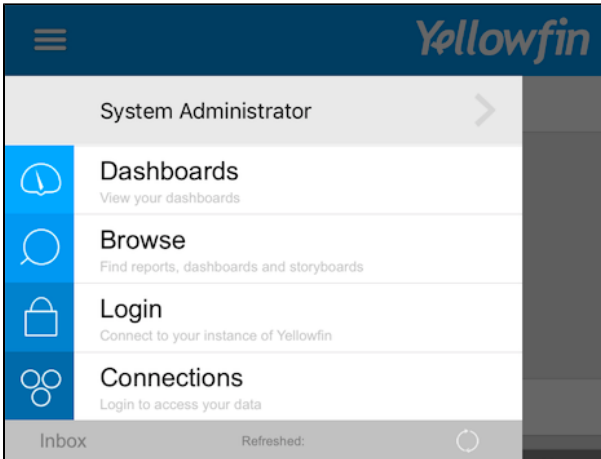 Yellowfin
System Administrator
Dashboards
View your dashboards
Browse
Find reports, dashboards and storyboards
Login
Connect to your instance of Yellowfin
Connections
Login to access your data
Inbox Refreshed: